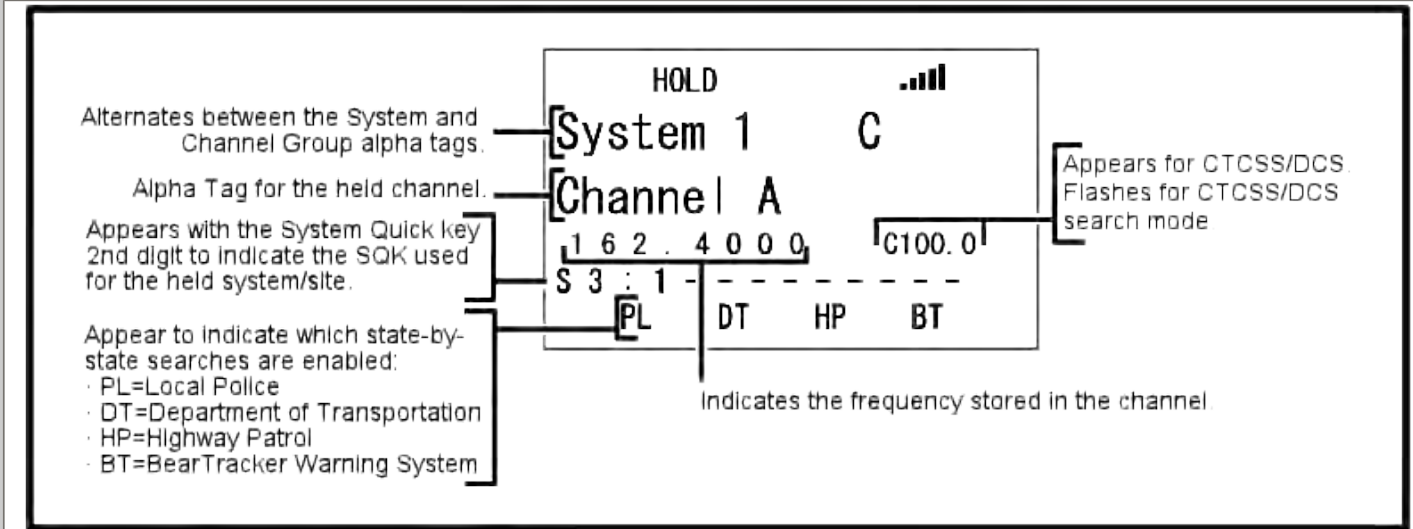 HOLD
System 1 C
Channel A
162.4000 C100.0
S3:1---------
PL DT HP BT
Alternates between the System and
Channel Group alpha tags.
Alpha Tag for the held channel.
Appears with the System Quick key
2nd digit to indicate the SQK used
for the held system/site.
Appear to indicate which state-by-
state searches are enabled:
· PL=Local Police
· DT=Department of Transportation
· HP=Highway Patrol
· BT=BearTracker Warning System
Appears for CTCSS/DCS.
Flashes for CTCSS/DCS
search mode
Indicates the frequency stored in the channel.